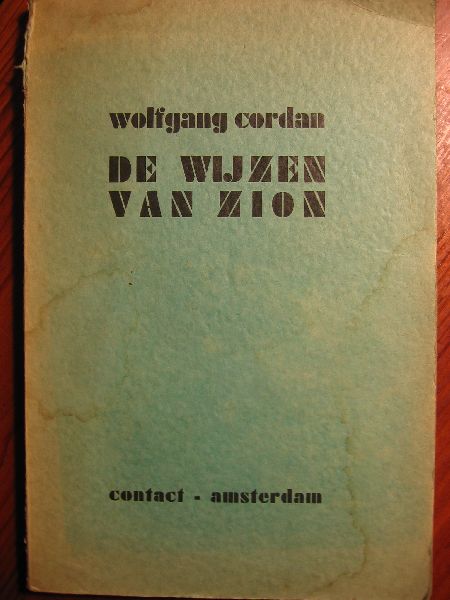 wolfgang cordan
DE WIJZEN
VAN ZION
contact - amsterdam